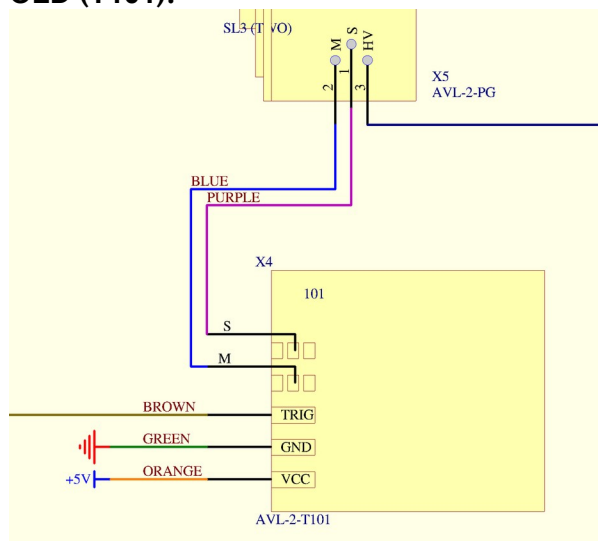 SL3 (TWO)
M
S
HV
2
1
3
X5
AVL-2-PG
BLUE
PURPLE
X4
101
S
M
BROWN
TRIG
GREEN
GND
+5V
ORANGE
VCC
AVL-2-T101